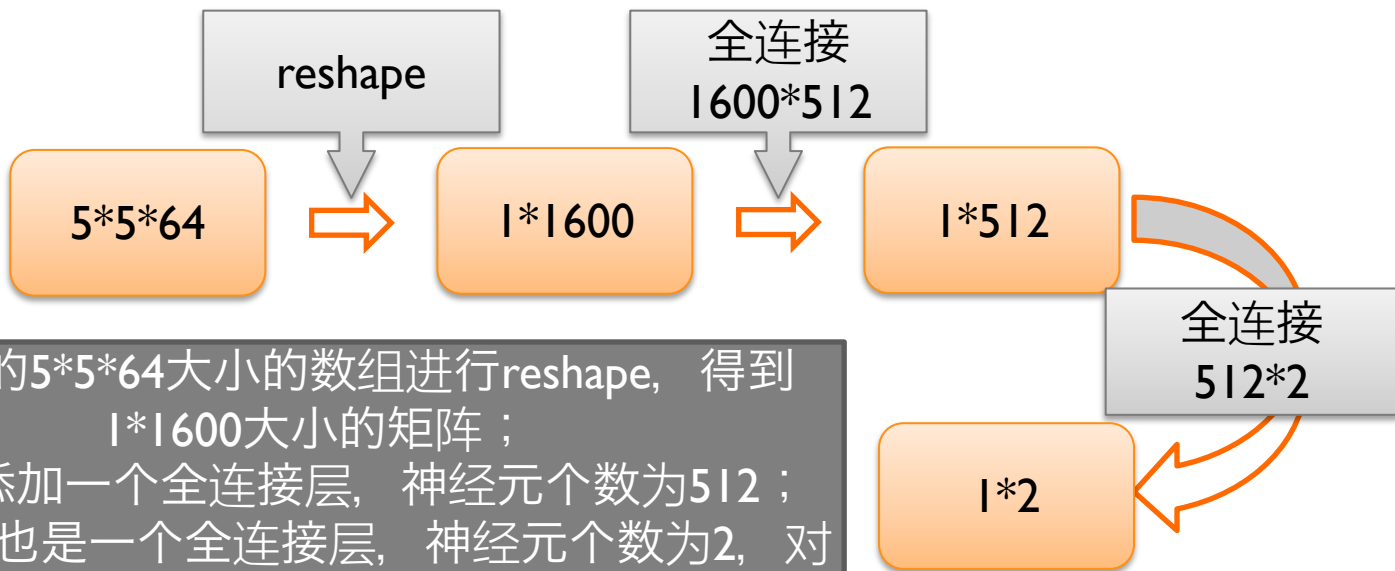 reshape
全连接
1600*512
5*5*64
1*1600
1*512
全连接
512*2
的5*5*64大小的数组进行reshape, 得到
1*1600大小的矩阵；
添加一个全连接层, 神经元个数为512；
也是一个全连接层, 神经元个数为2, 对
1*2